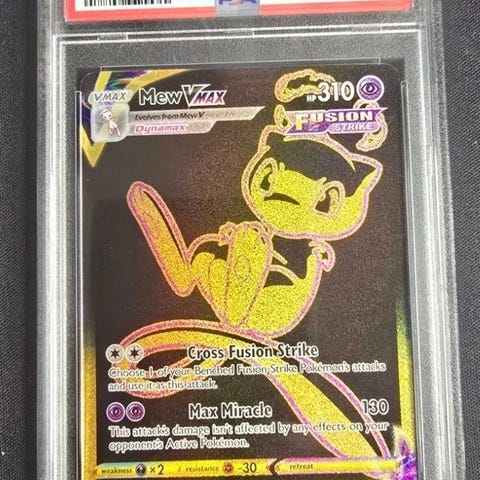 VMAX Mew VMAX HP 310
Evolves from Mew V
Dynamax
FUSION
STRIKE
Cross Fusion Strike
Choose 1 of your Benched Fusion Strike Pokémon's attacks
and use it as this attack.
Max Miracle 130
This attack's damage isn't affected by any effects on your
opponent's Active Pokémon.
weakness ×2 resistance -30 retreat